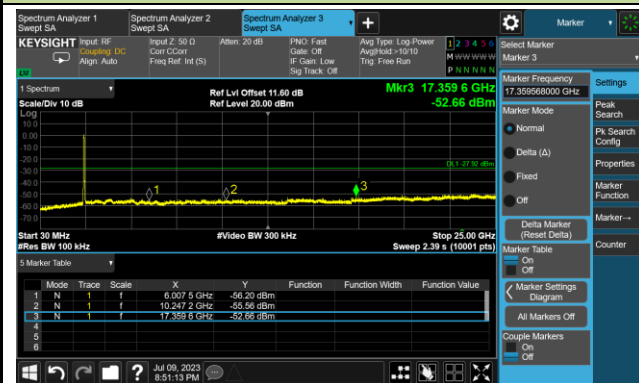 Spectrum Analyzer 1
Swept SA
Spectrum Analyzer 2
Swept SA
Spectrum Analyzer 3
Swept SA
Marker
KEYSIGHT
Input: RF
Coupling: DC
Align: Auto
Input Z: 50 Ω
Corr CCorr
Freq Ref: Int (S)
Atten: 20 dB
PNO: Fast
Gate: Off
IF Gain: Low
Sig Track: Off
Avg Type: Log-Power
Avg|Hold:>10/10
Trig: Free Run
1 2 3 4 5 6
M W W W W W
P N N N N N
LV
Select Marker
Marker 3
1 Spectrum
Scale/Div 10 dB
Ref Lvl Offset 11.60 dB
Ref Level 20.00 dBm
Mkr3 17.359 6 GHz
-52.66 dBm
Log
10.0
0.00
-10.0
-20.0
-30.0
-40.0
-50.0
-60.0
-70.0
DL1 -27.92 dBm
1
2
3
Start 30 MHz
#Res BW 100 kHz
#Video BW 300 kHz
Stop 25.00 GHz
Sweep 2.39 s (10001 pts)
5 Marker Table
Mode Trace Scale X Y Function Function Width Function Value
1 N 1 f 6.007 5 GHz -56.20 dBm
2 N 1 f 10.247 2 GHz -55.56 dBm
3 N 1 f 17.359 6 GHz -52.66 dBm
4
5
6
Marker Frequency
17.359568000 GHz
Marker Mode
Normal
Delta (Δ)
Fixed
Off
Delta Marker
(Reset Delta)
Marker Table
On
Off
Marker Settings
Diagram
All Markers Off
Couple Markers
On
Off
Settings
Peak
Search
Pk Search
Config
Properties
Marker
Function
Marker→
Counter
?
Jul 09, 2023
8:51:13 PM